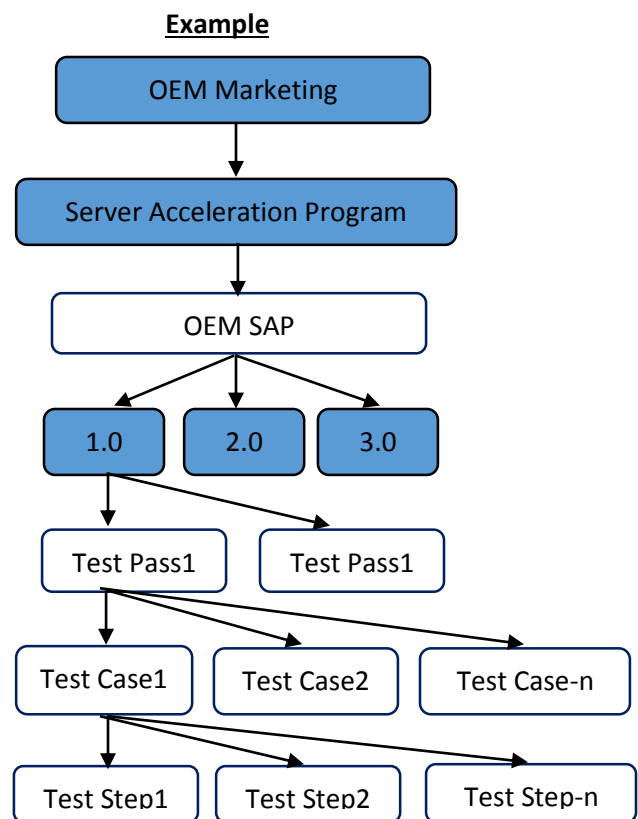 Example
OEM Marketing
Server Acceleration Program
OEM SAP
1.0 2.0 3.0
Test Pass1 Test Pass1
Test Case1 Test Case2 Test Case-n
Test Step1 Test Step2 Test Step-n